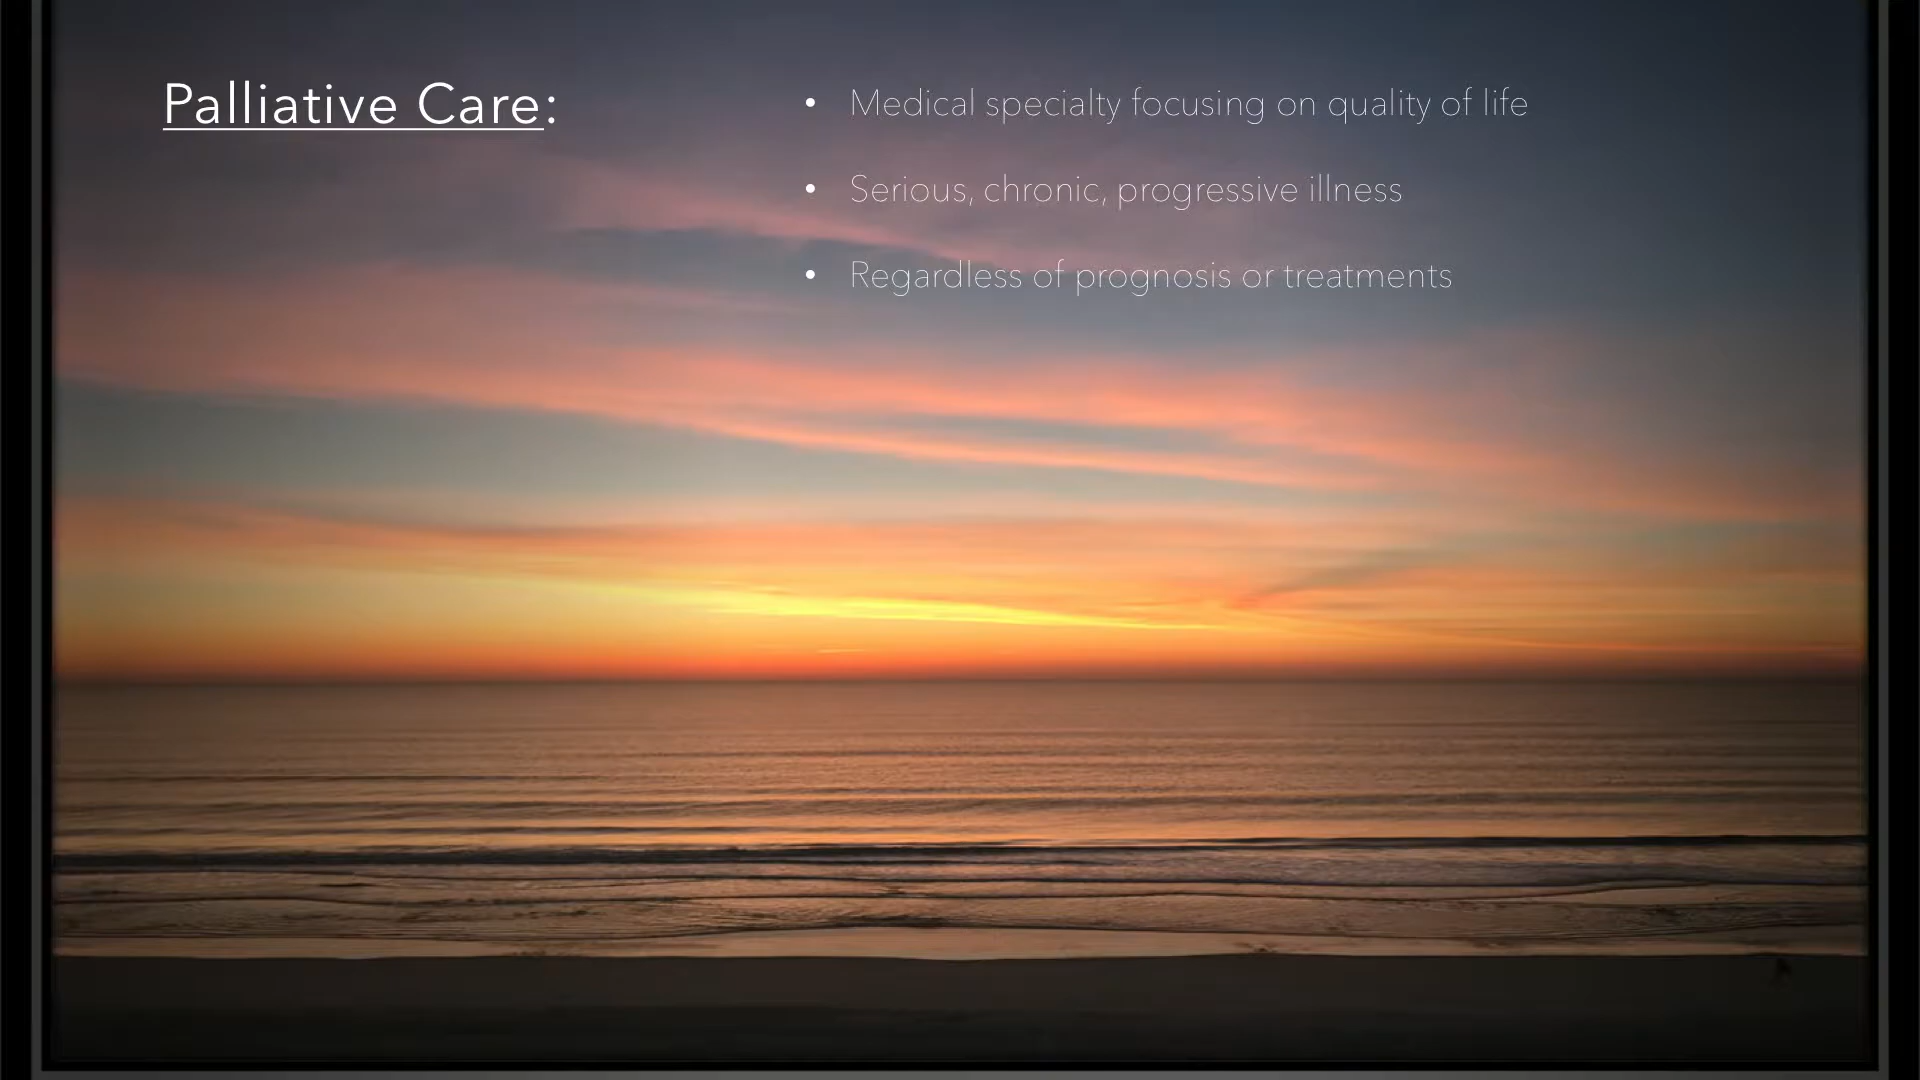 Palliative Care:
• Medical specialty focusing on quality of life
• Serious, chronic, progressive illness
• Regardless of prognosis or treatments